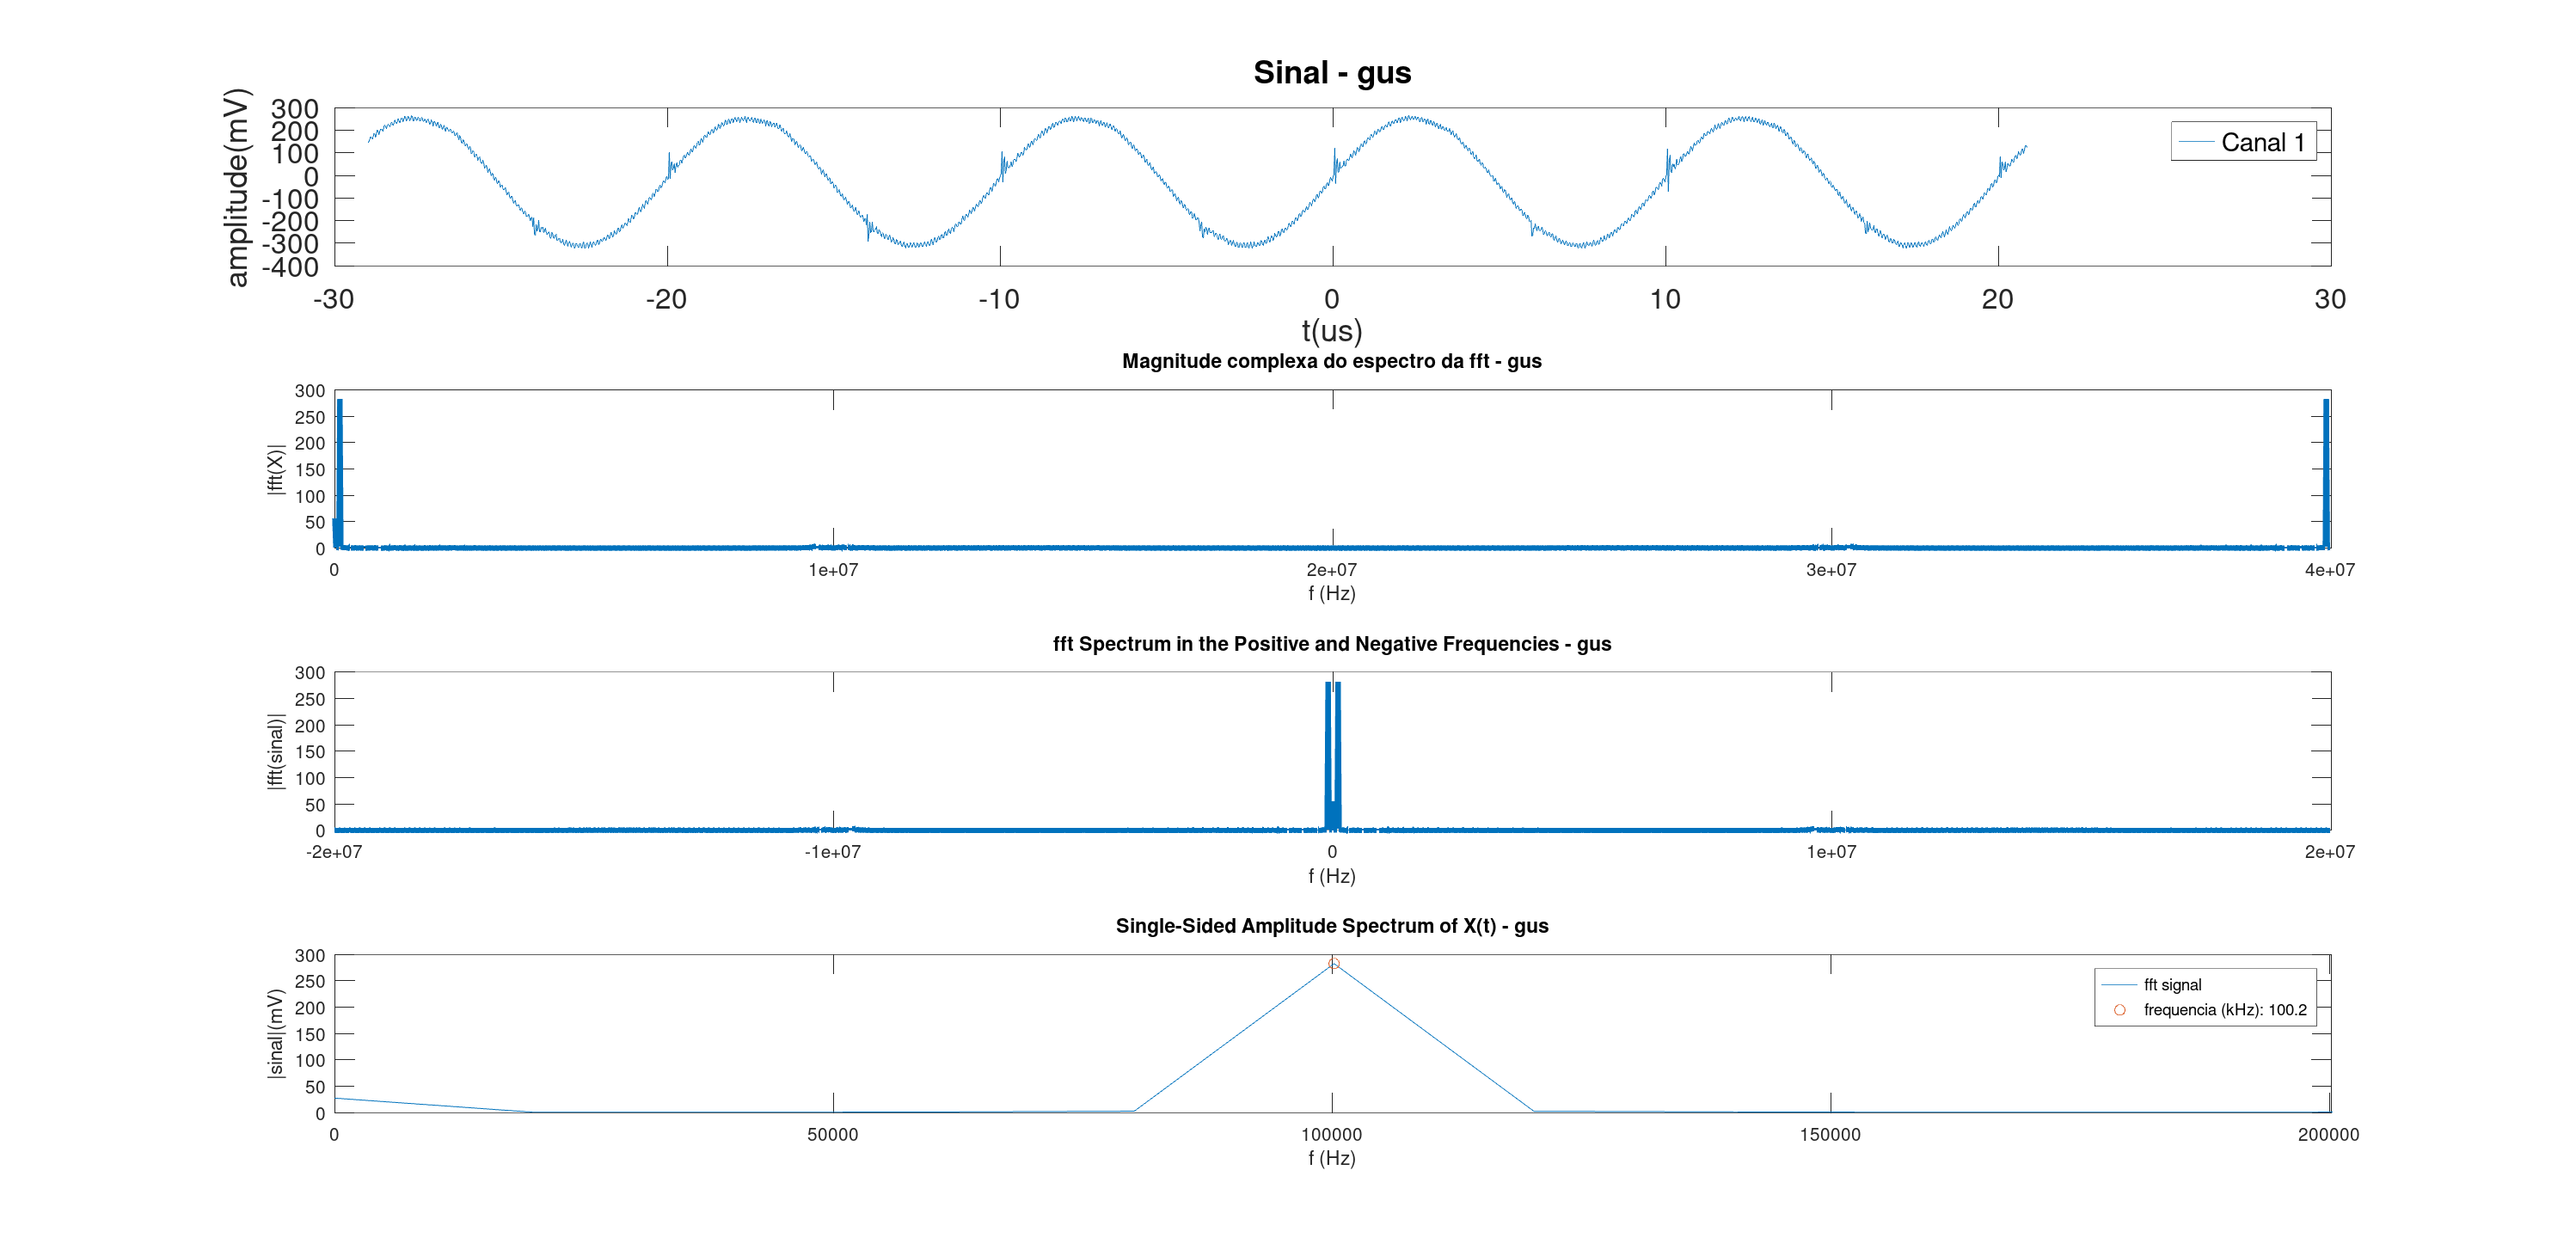 Sinal - gus
amplitude(mV)
300
200
100
0
-100
-200
-300
-400
Canal 1
-30 -20 -10 0 10 20 30
t(us)
Magnitude complexa do espectro da fft - gus
|fft(X)|
300
250
200
150
100
50
0
0 1e+07 2e+07 3e+07 4e+07
f (Hz)
fft Spectrum in the Positive and Negative Frequencies - gus
|fft(sinal)|
300
250
200
150
100
50
0
-2e+07 -1e+07 0 1e+07 2e+07
f (Hz)
Single-Sided Amplitude Spectrum of X(t) - gus
|sinal|(mV)
300
250
200
150
100
50
0
fft signal
frequencia (kHz): 100.2
0 50000 100000 150000 200000
f (Hz)